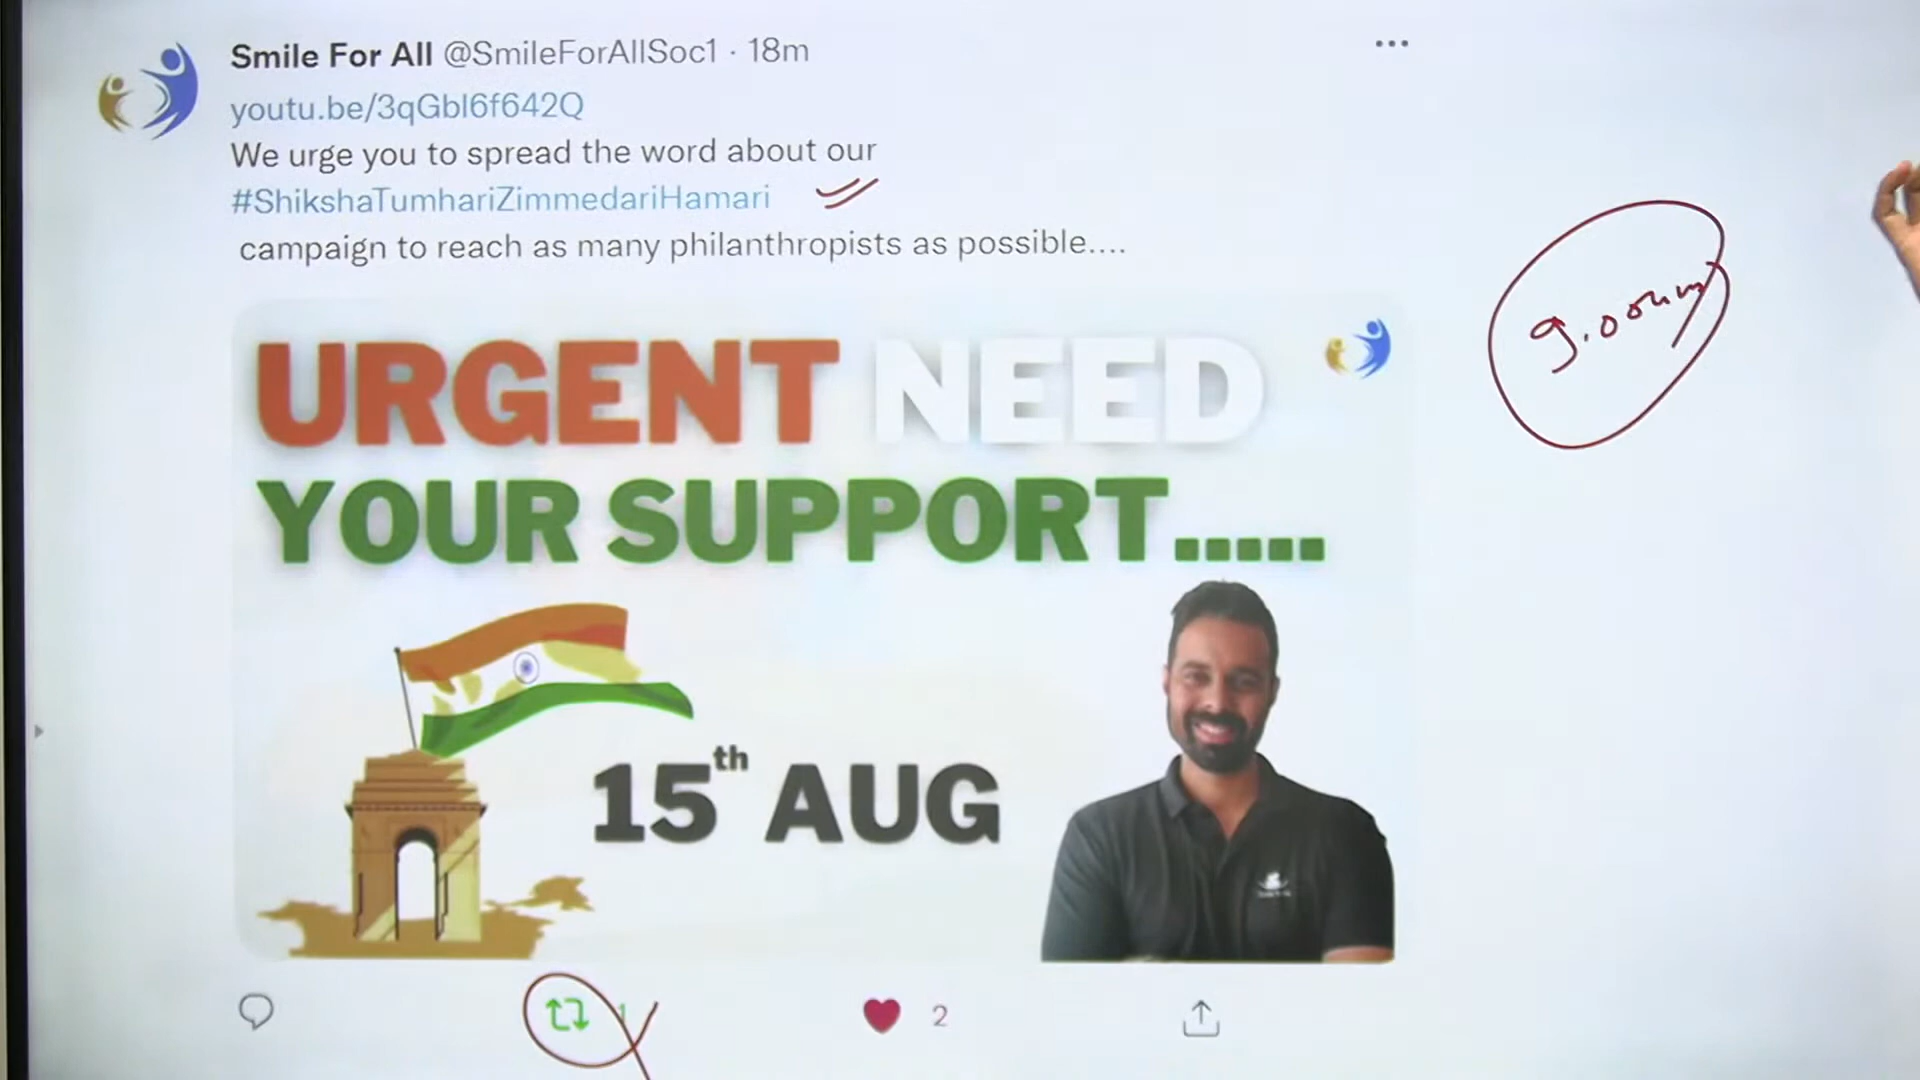 Smile For All @SmileForAllSoc1 · 18m
youtu.be/3qGbl6f642Q
We urge you to spread the word about our
#ShikshaTumhariZimmedariHamari
campaign to reach as many philanthropists as possible....
URGENT NEED
YOUR SUPPORT.....
15th AUG
1
2